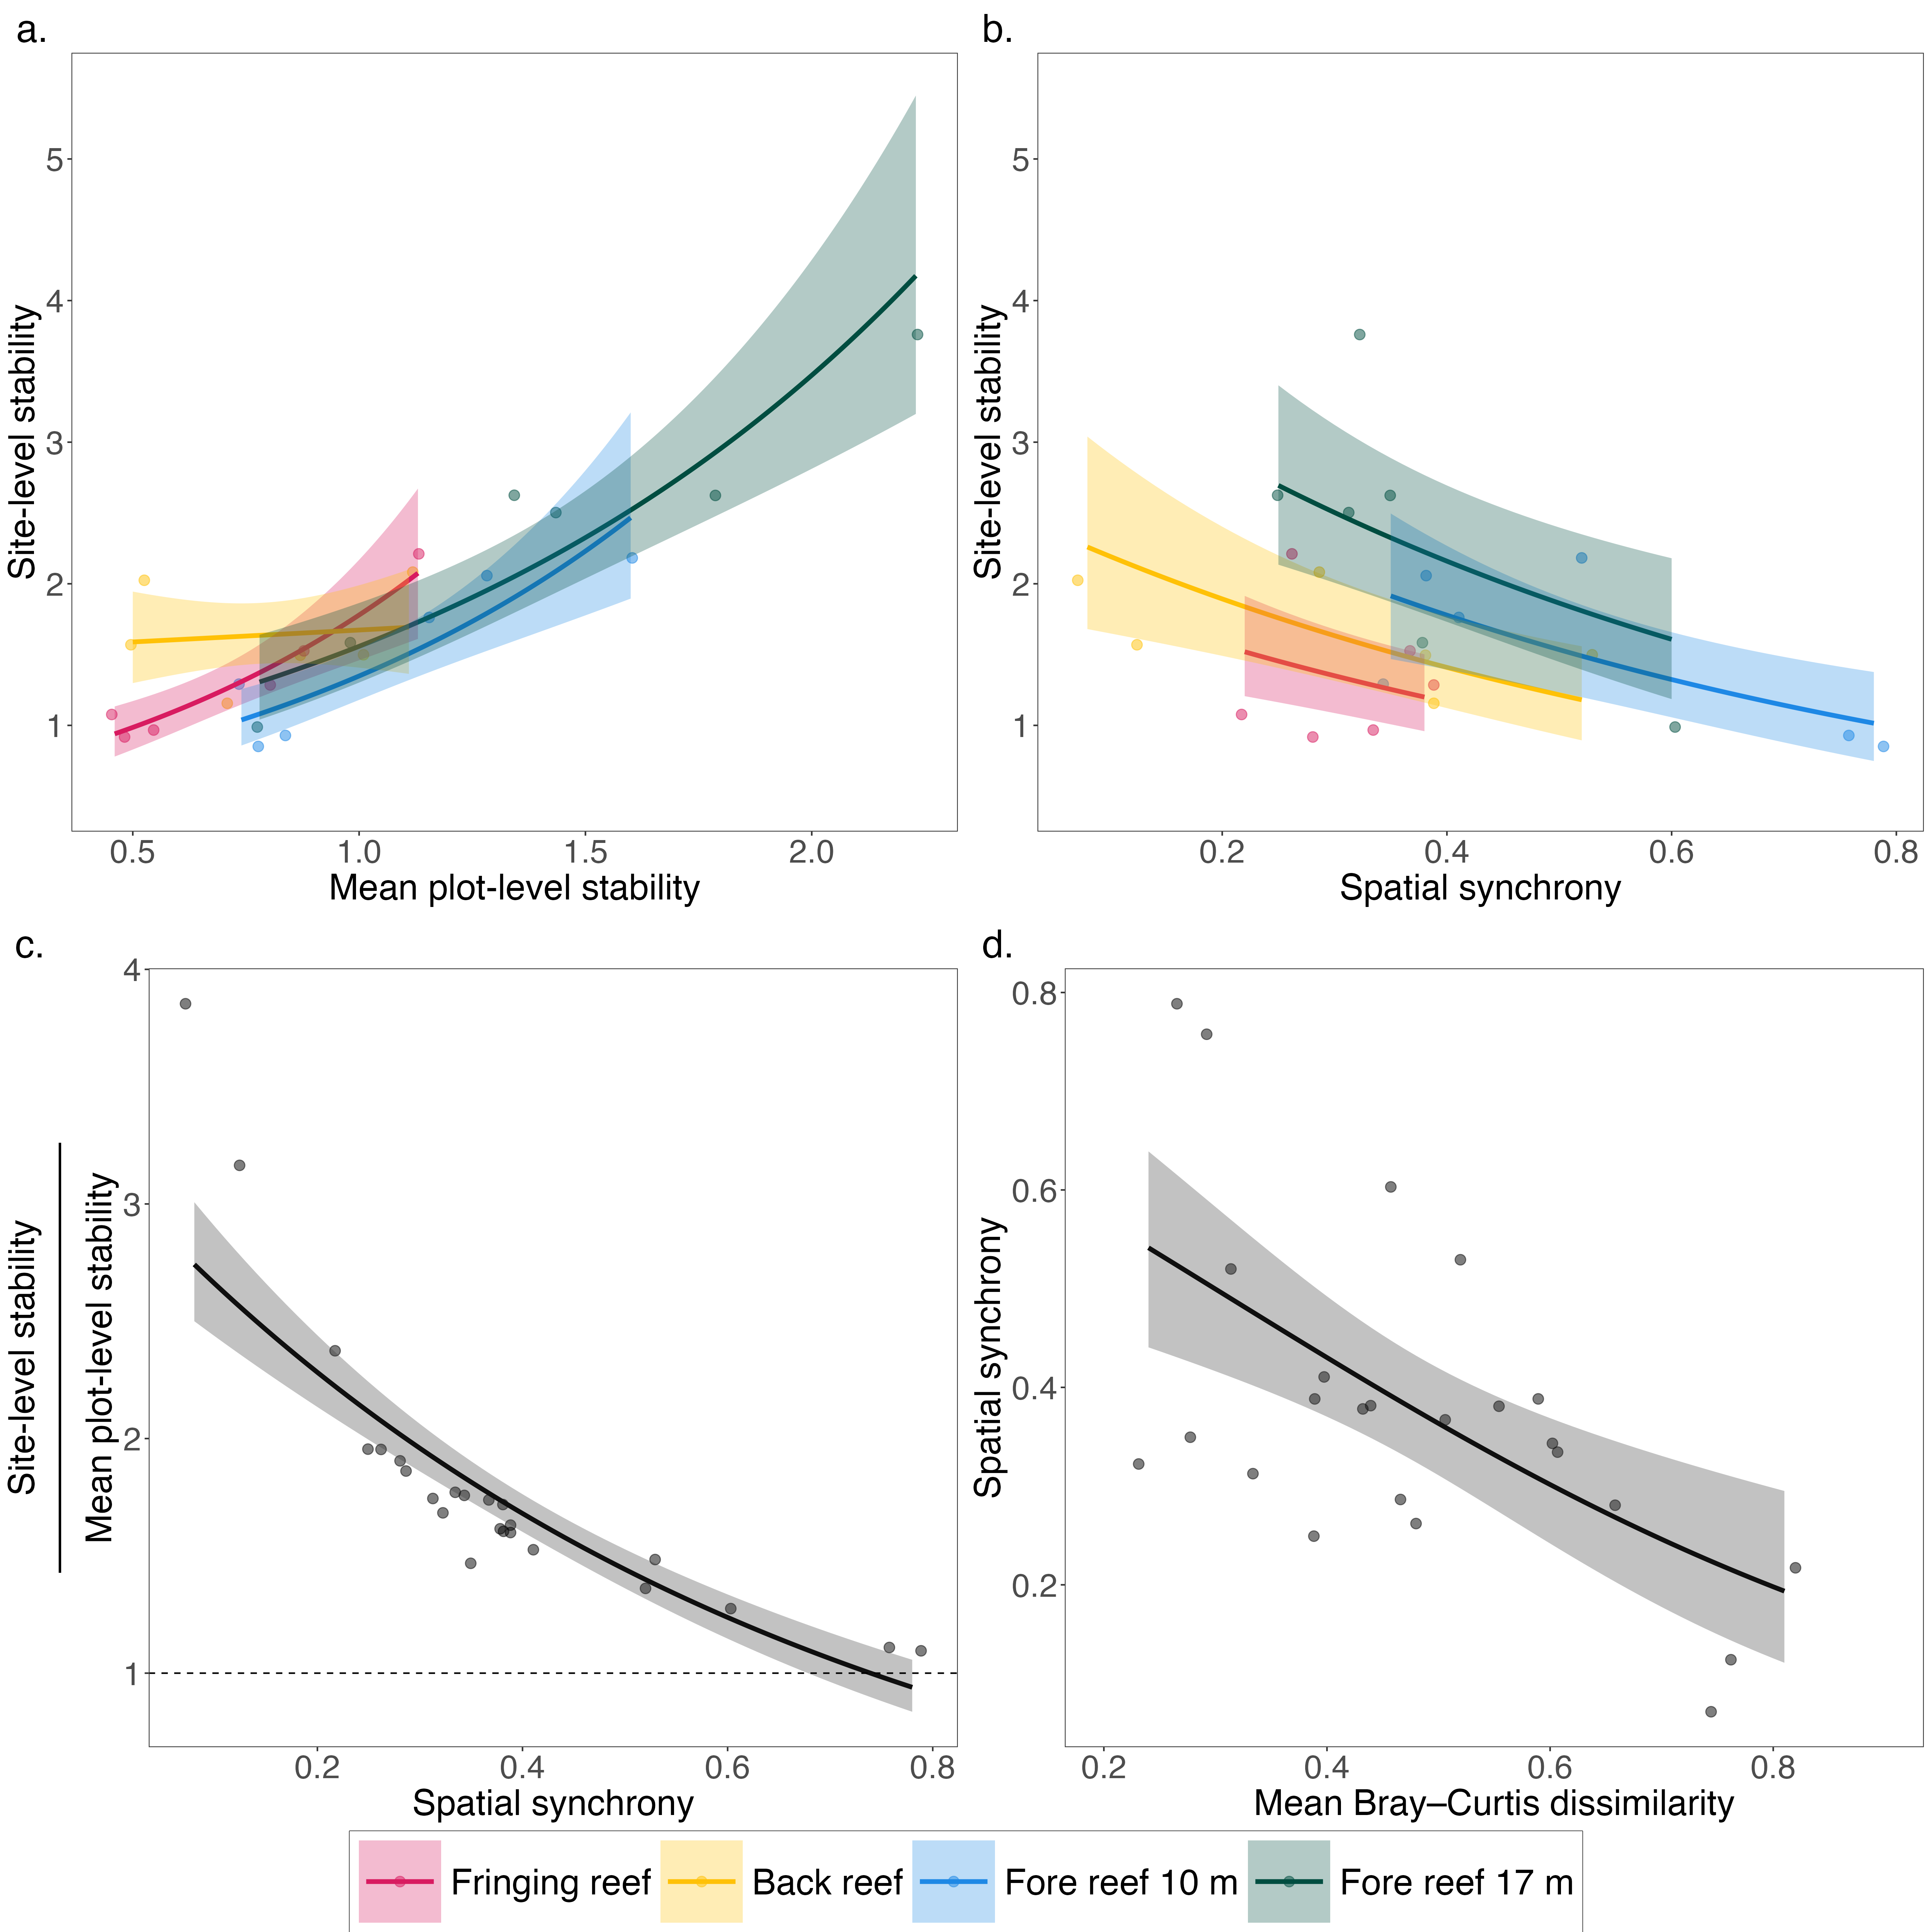 a.
Site-level stability
5
4
3
2
1
0.5 1.0 1.5 2.0
Mean plot-level stability
b.
Site-level stability
5
4
3
2
1
0.2 0.4 0.6 0.8
Spatial synchrony
c.
Site-level stability
Mean plot-level stability
4
3
2
1
0.2 0.4 0.6 0.8
Spatial synchrony
d.
Spatial synchrony
0.8
0.6
0.4
0.2
0.2 0.4 0.6 0.8
Mean Bray–Curtis dissimilarity
Fringing reef Back reef Fore reef 10 m Fore reef 17 m